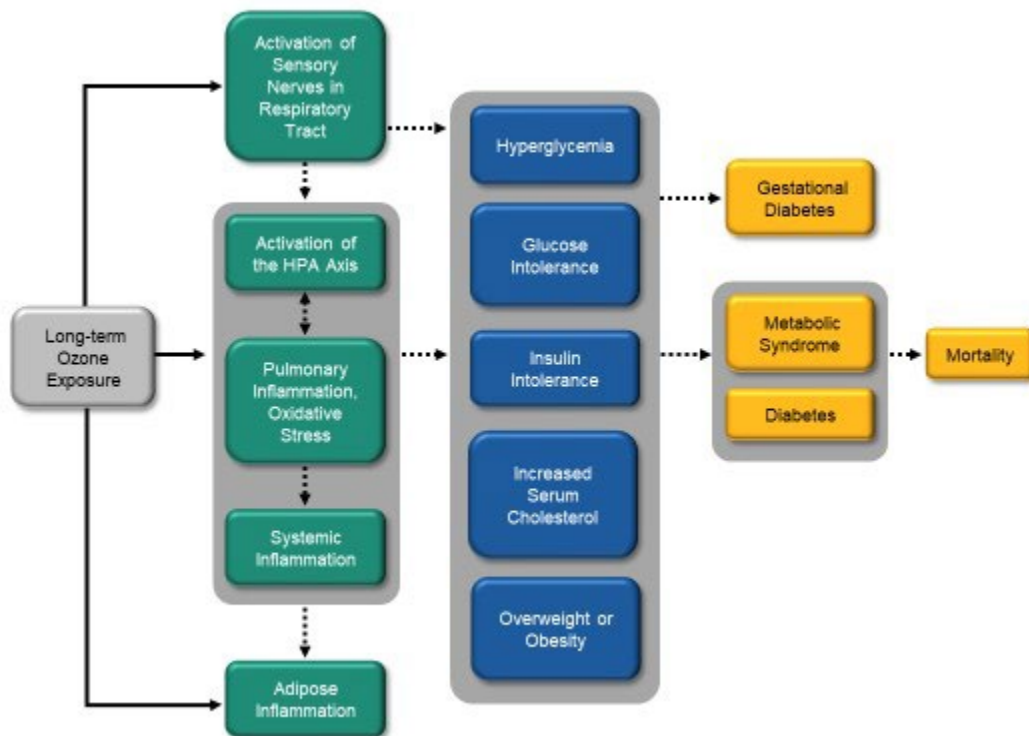 Long-term
Ozone
Exposure
Activation of
Sensory
Nerves in
Respiratory
Tract
Activation of
the HPA Axis
Pulmonary
Inflammation,
Oxidative
Stress
Systemic
Inflammation
Adipose
Inflammation
Hyperglycemia
Glucose
Intolerance
Insulin
Intolerance
Increased
Serum
Cholesterol
Overweight or
Obesity
Gestational
Diabetes
Metabolic
Syndrome
Diabetes
Mortality